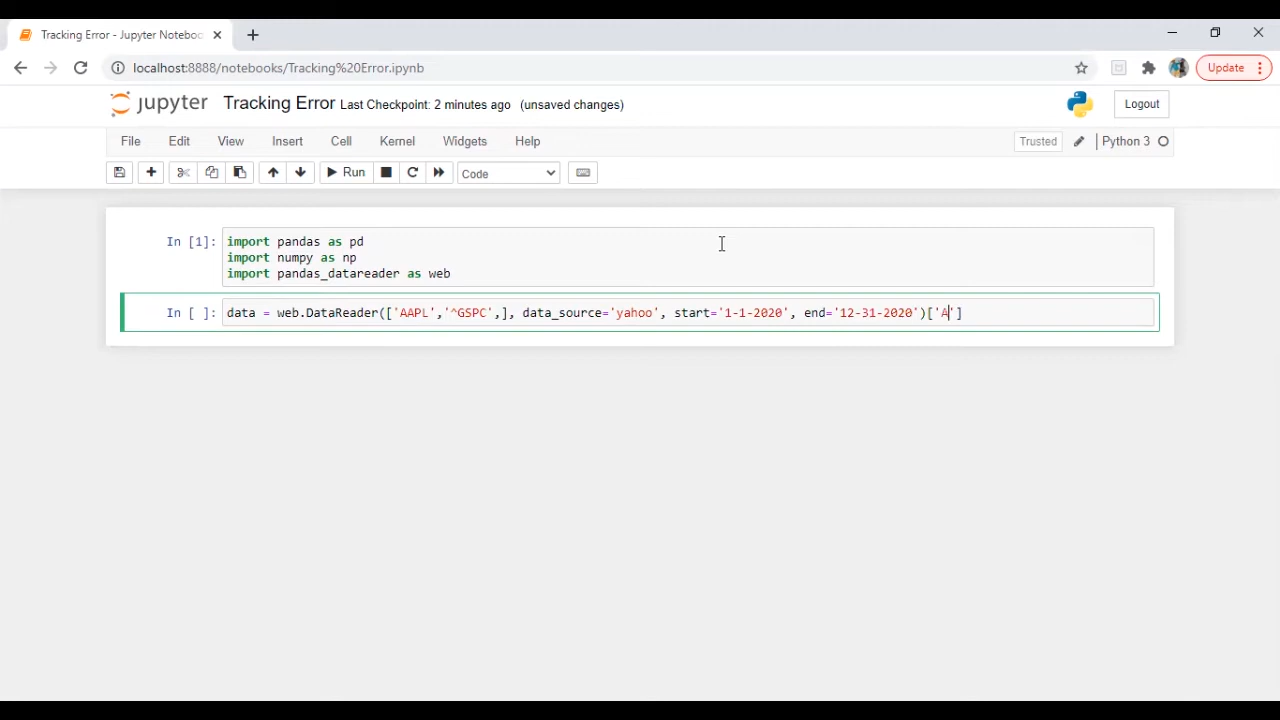 Tracking Error - Jupyter Noteboo
localhost:8888/notebooks/Tracking%20Error.ipynb
Update
jupyter Tracking Error Last Checkpoint: 2 minutes ago (unsaved changes)
Logout
File Edit View Insert Cell Kernel Widgets Help
Trusted
Python 3
Run
Code
In [1]: import pandas as pd
import numpy as np
import pandas_datareader as web
In [ ]: data = web.DataReader(['AAPL','^GSPC',], data_source='yahoo', start='1-1-2020', end='12-31-2020')['A']